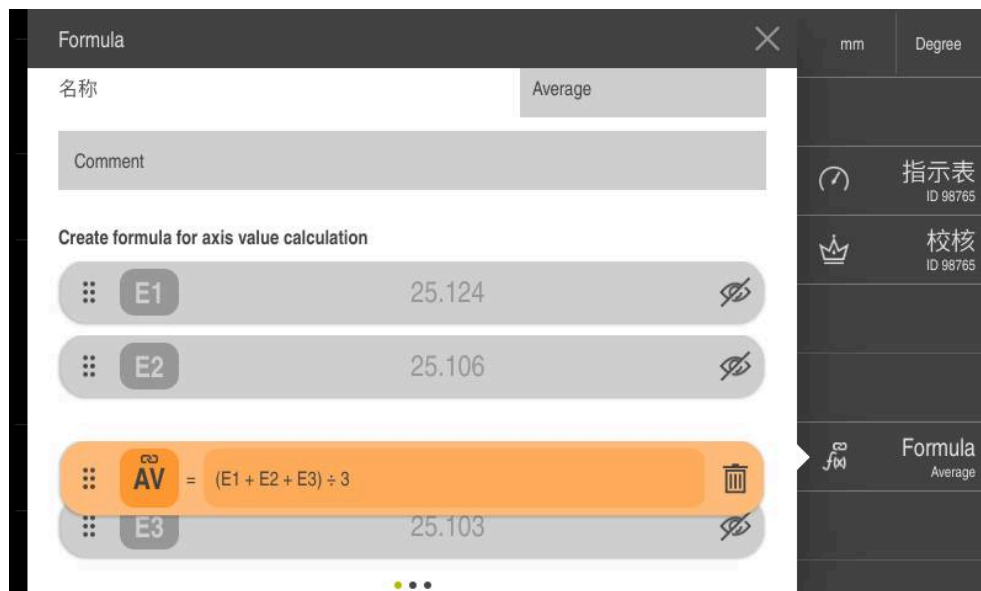 Formula
mm
Degree
名称
Average
Comment
指示表
ID 98765
Create formula for axis value calculation
校核
ID 98765
E1
25.124
E2
25.106
AV = (E1 + E2 + E3) ÷ 3
Formula
Average
f(x)
E3
25.103